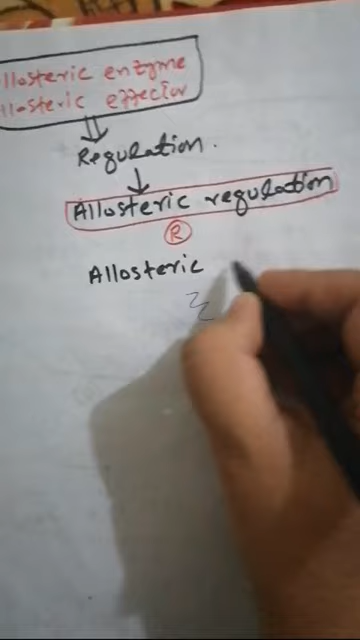 llosteric enzyme
llosteric effector
Regulation.
Allosteric regulation
R
Allosteric